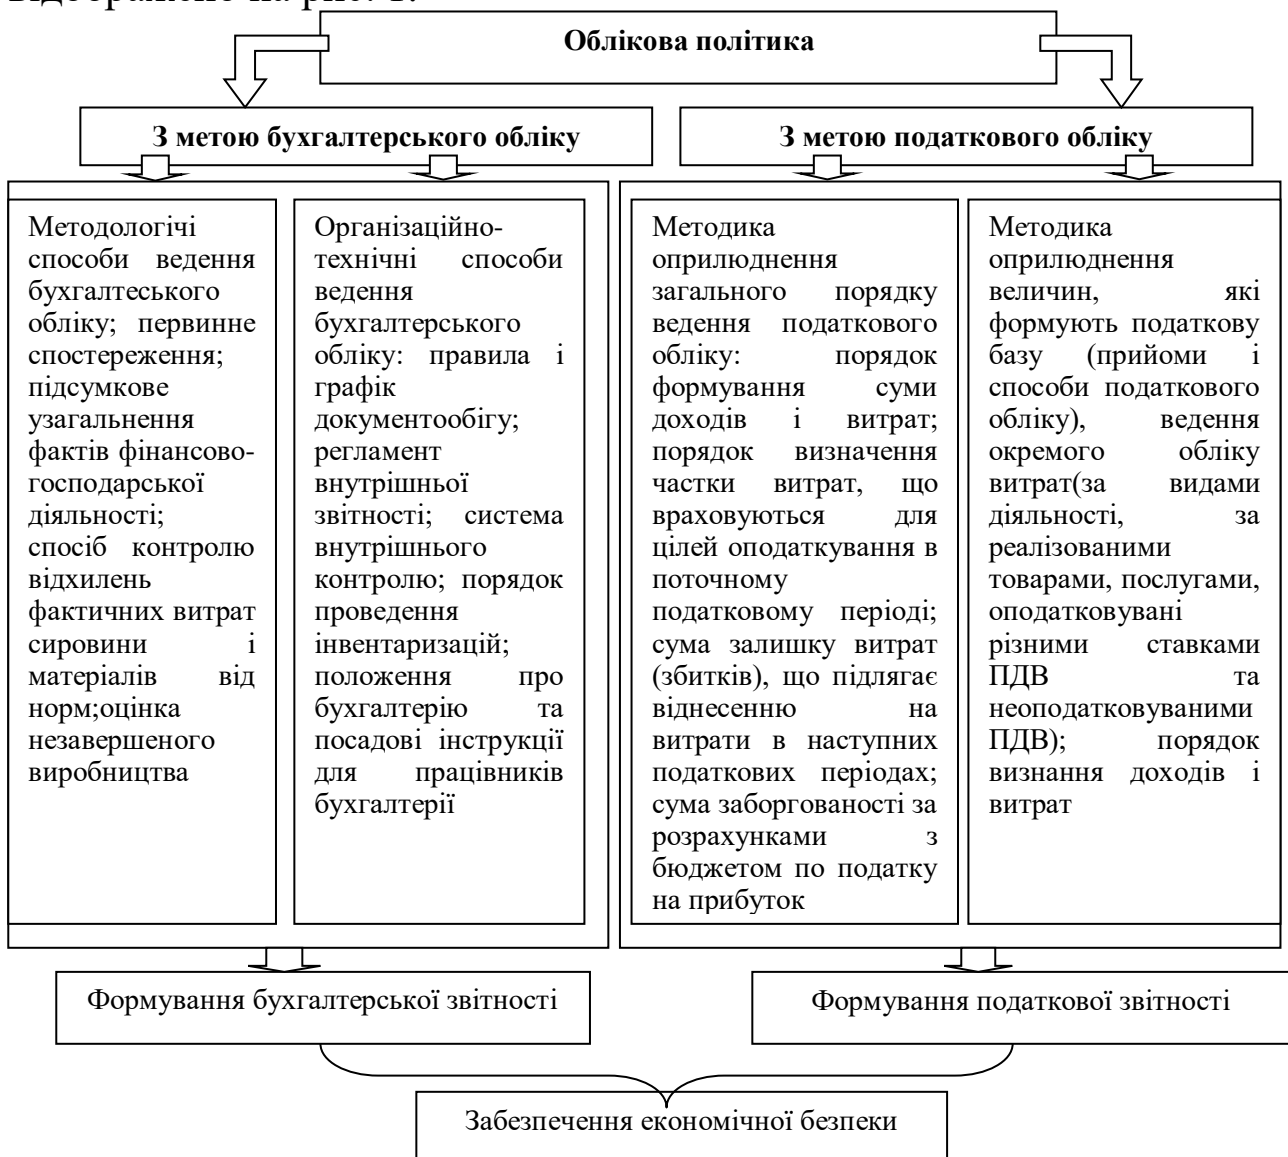 відображено на рис. 1.
Облікова політика
З метою бухгалтерського обліку
З метою податкового обліку
Методологічі
способи ведення
бухгалтеського
обліку; первинне
спостереження;
підсумкове
узагальнення
фактів фінансово-
господарської
діяльності;
спосіб контролю
відхилень
фактичних витрат
сировини і
матеріалів від
норм;оцінка
незавершеного
виробництва
Організаційно-
технічні способи
ведення
бухгалтерського
обліку: правила і
графік
документообігу;
регламент
внутрішньої
звітності; система
внутрішнього
контролю; порядок
проведення
інвентаризацій;
положення про
бухгалтерію та
посадові інструкції
для працівників
бухгалтерії
Методика
оприлюднення
загального порядку
ведення податкового
обліку: порядок
формування суми
доходів і витрат;
порядок визначення
частки витрат, що
враховуються для
цілей оподаткування в
поточному
податковому періоді;
сума залишку витрат
(збитків), що підлягає
віднесенню на
витрати в наступних
податкових періодах;
сума заборгованості за
розрахунками з
бюджетом по податку
на прибуток
Методика
оприлюднення
величин, які
формують податкову
базу (прийоми і
способи податкового
обліку), ведення
окремого обліку
витрат(за видами
діяльності, за
реалізованими
товарами, послугами,
оподатковувані
різними ставками
ПДВ та
неоподатковуваними
ПДВ); порядок
визнання доходів і
витрат
Формування бухгалтерської звітності
Формування податкової звітності
Забезпечення економічної безпеки